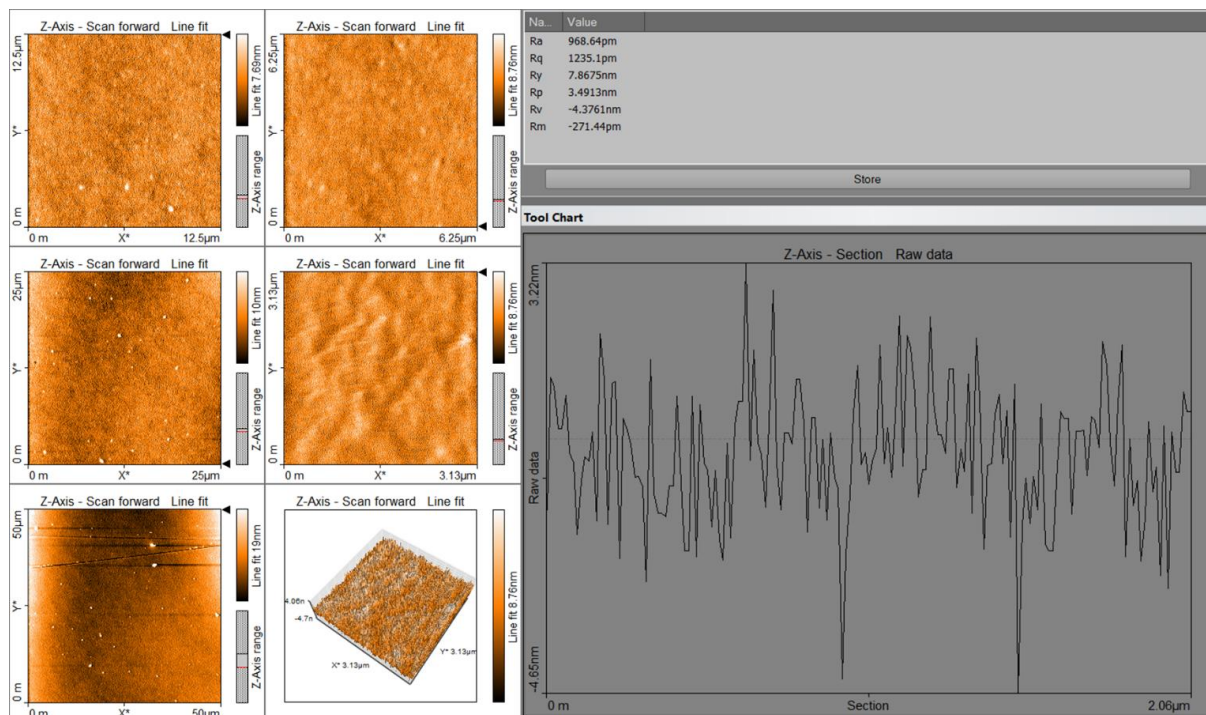 Z-Axis - Scan forward Line fit
12.5µm
Y*
0 m
0 m X* 12.5µm
Line fit 7.69nm
Z-Axis range
Z-Axis - Scan forward Line fit
6.25µm
Y*
0 m
0 m X* 6.25µm
Line fit 8.76nm
Z-Axis range
Z-Axis - Scan forward Line fit
25µm
Y*
0 m
0 m X* 25µm
Line fit 10nm
Z-Axis range
Z-Axis - Scan forward Line fit
3.13µm
Y*
0 m
0 m X* 3.13µm
Line fit 8.76nm
Z-Axis range
Z-Axis - Scan forward Line fit
50µm
Y*
0 m
0 m X* 50µm
Line fit 19nm
Z-Axis range
Z-Axis - Scan forward Line fit
4.06n
-4.7n
X* 3.13µm
Y* 3.13µm
Line fit 8.76nm
Na... Value
Ra 968.64pm
Rq 1235.1pm
Ry 7.8675nm
Rp 3.4913nm
Rv -4.3761nm
Rm -271.44pm
Store
Tool Chart
Z-Axis - Section Raw data
3.22nm
Raw data
-4.65nm
0 m Section 2.06µm